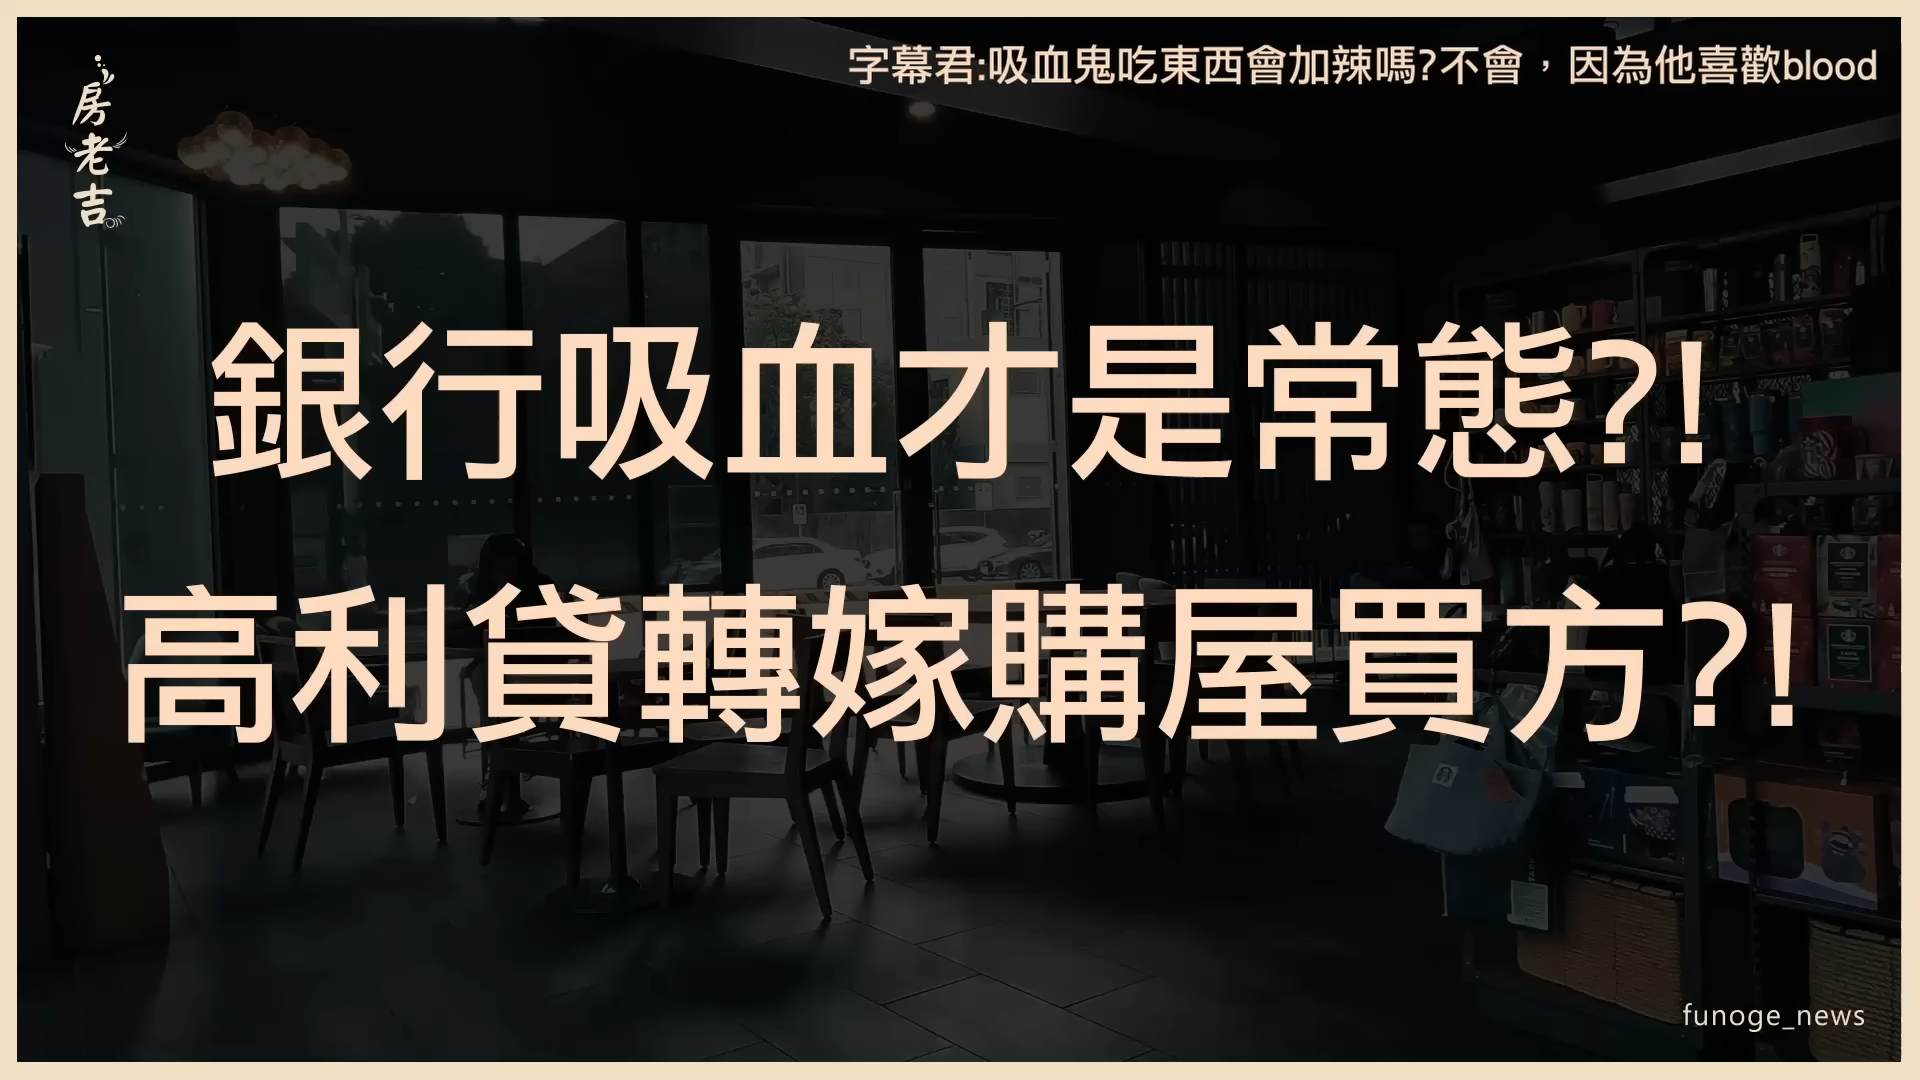 字幕君:吸血鬼吃東西會加辣嗎?不會，因為他喜歡blood
房老吉
銀行吸血才是常態?!
高利貸轉嫁購屋買方?!
funoge_news